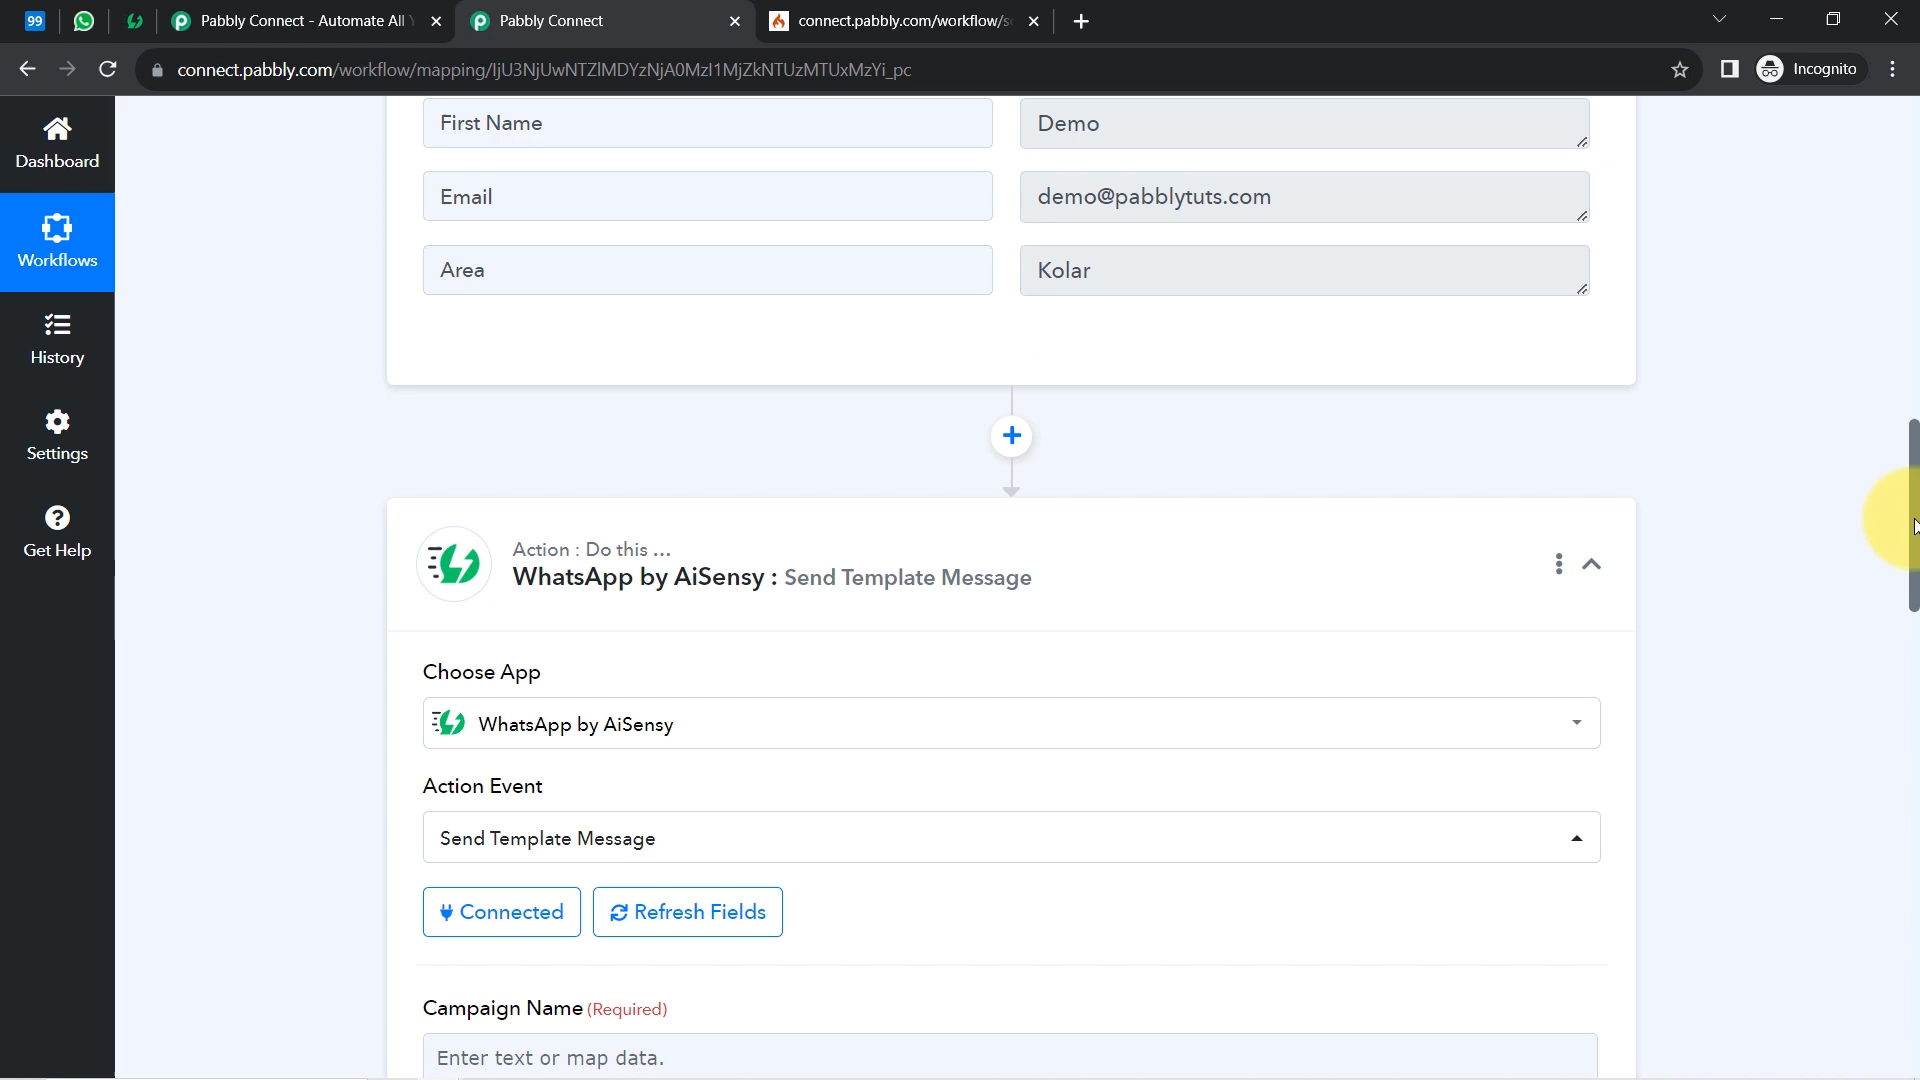 99
Pabbly Connect - Automate All
Pabbly Connect
connect.pabbly.com/workflow/s
connect.pabbly.com/workflow/mapping/IjU3NjUwNTZlMDYzNjA0MzI1MjZkNTUzMTUxMzYi_pc
Incognito
Dashboard
Workflows
History
Settings
Get Help
First Name
Demo
Email
demo@pabblytuts.com
Area
Kolar
Action : Do this ...
WhatsApp by AiSensy : Send Template Message
Choose App
WhatsApp by AiSensy
Action Event
Send Template Message
Connected
Refresh Fields
Campaign Name (Required)
Enter text or map data.